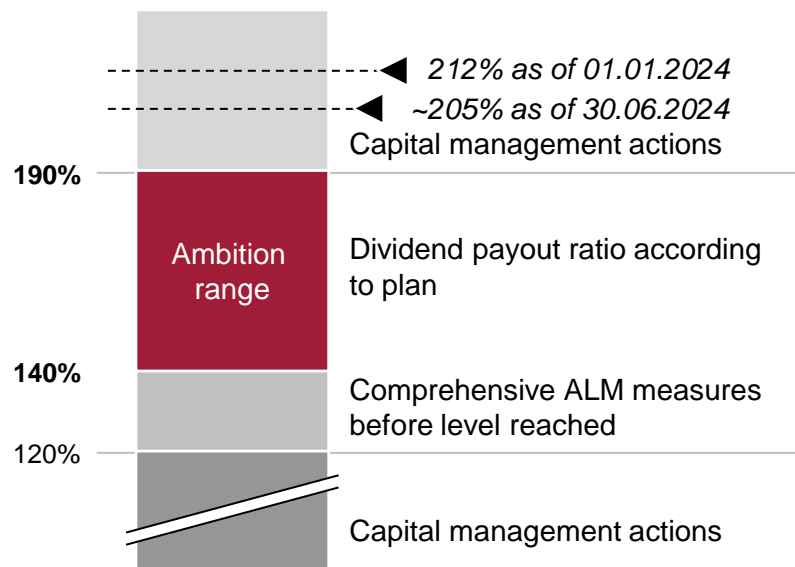 212% as of 01.01.2024
~205% as of 30.06.2024
Capital management actions
190%
Ambition
range
Dividend payout ratio according
to plan
140%
Comprehensive ALM measures
before level reached
120%
Capital management actions